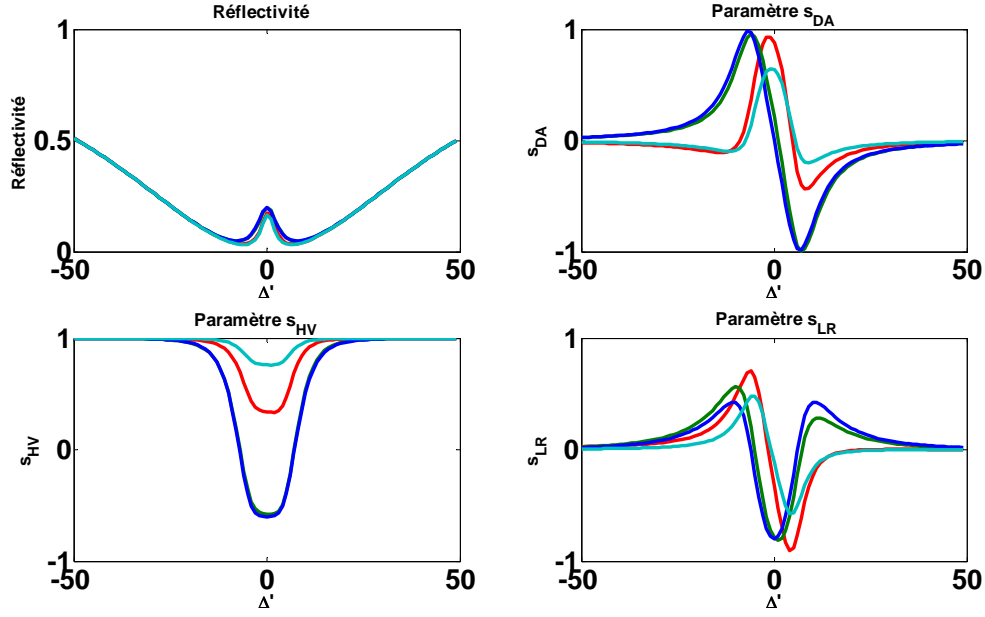 Réflectivité
1
0.5
0
Réflectivité
-50
0
50
Δ'
Paramètre s_DA
1
0
-1
s_DA
-50
0
50
Δ'
Paramètre s_HV
1
0
-1
s_HV
-50
0
50
Δ'
Paramètre s_LR
1
0
-1
s_LR
-50
0
50
Δ'